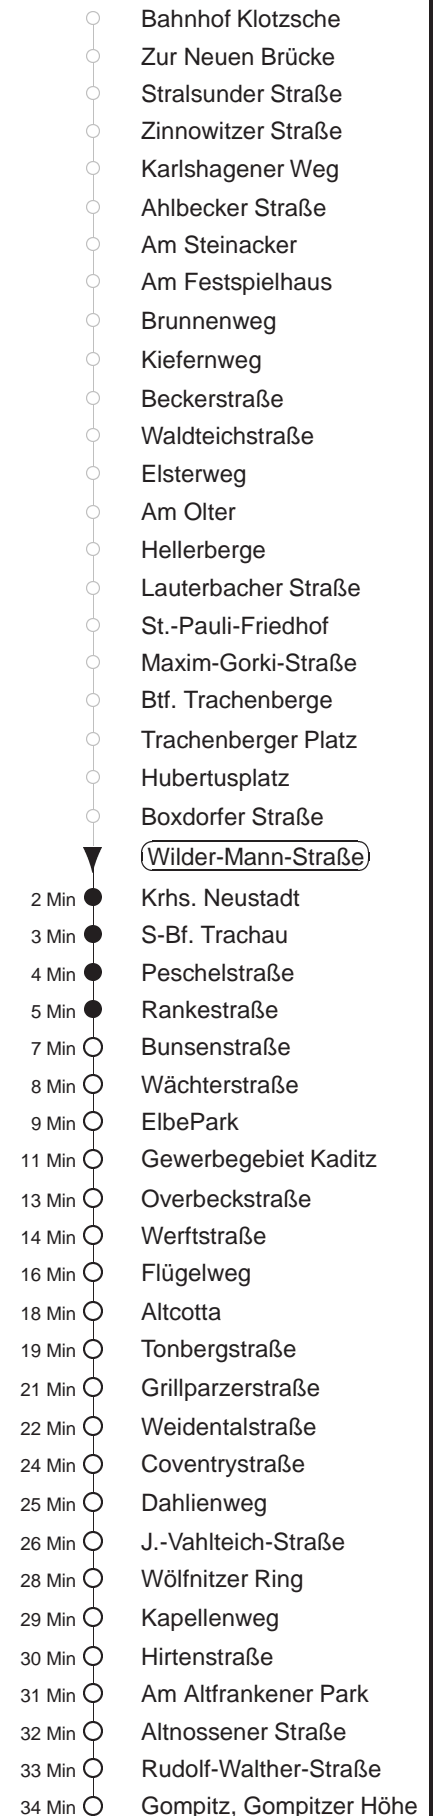 Bahnhof Klotzsche
Zur Neuen Brücke
Stralsunder Straße
Zinnowitzer Straße
Karlshagener Weg
Ahlbecker Straße
Am Steinacker
Am Festspielhaus
Brunnenweg
Kiefernweg
Beckerstraße
Waldteichstraße
Elsterweg
Am Olter
Hellerberge
Lauterbacher Straße
St.-Pauli-Friedhof
Maxim-Gorki-Straße
Btf. Trachenberge
Trachenberger Platz
Hubertusplatz
Boxdorfer Straße
Wilder-Mann-Straße
2 Min Krhs. Neustadt
3 Min S-Bf. Trachau
4 Min Peschelstraße
5 Min Rankestraße
7 Min Bunsenstraße
8 Min Wächterstraße
9 Min ElbePark
11 Min Gewerbegebiet Kaditz
13 Min Overbeckstraße
14 Min Werftstraße
16 Min Flügelweg
18 Min Altcotta
19 Min Tonbergstraße
21 Min Grillparzerstraße
22 Min Weidentalstraße
24 Min Coventrystraße
25 Min Dahlienweg
26 Min J.-Vahlteich-Straße
28 Min Wölfnitzer Ring
29 Min Kapellenweg
30 Min Hirtenstraße
31 Min Am Altfrankener Park
32 Min Altnossener Straße
33 Min Rudolf-Walther-Straße
34 Min Gompitz, Gompitzer Höhe